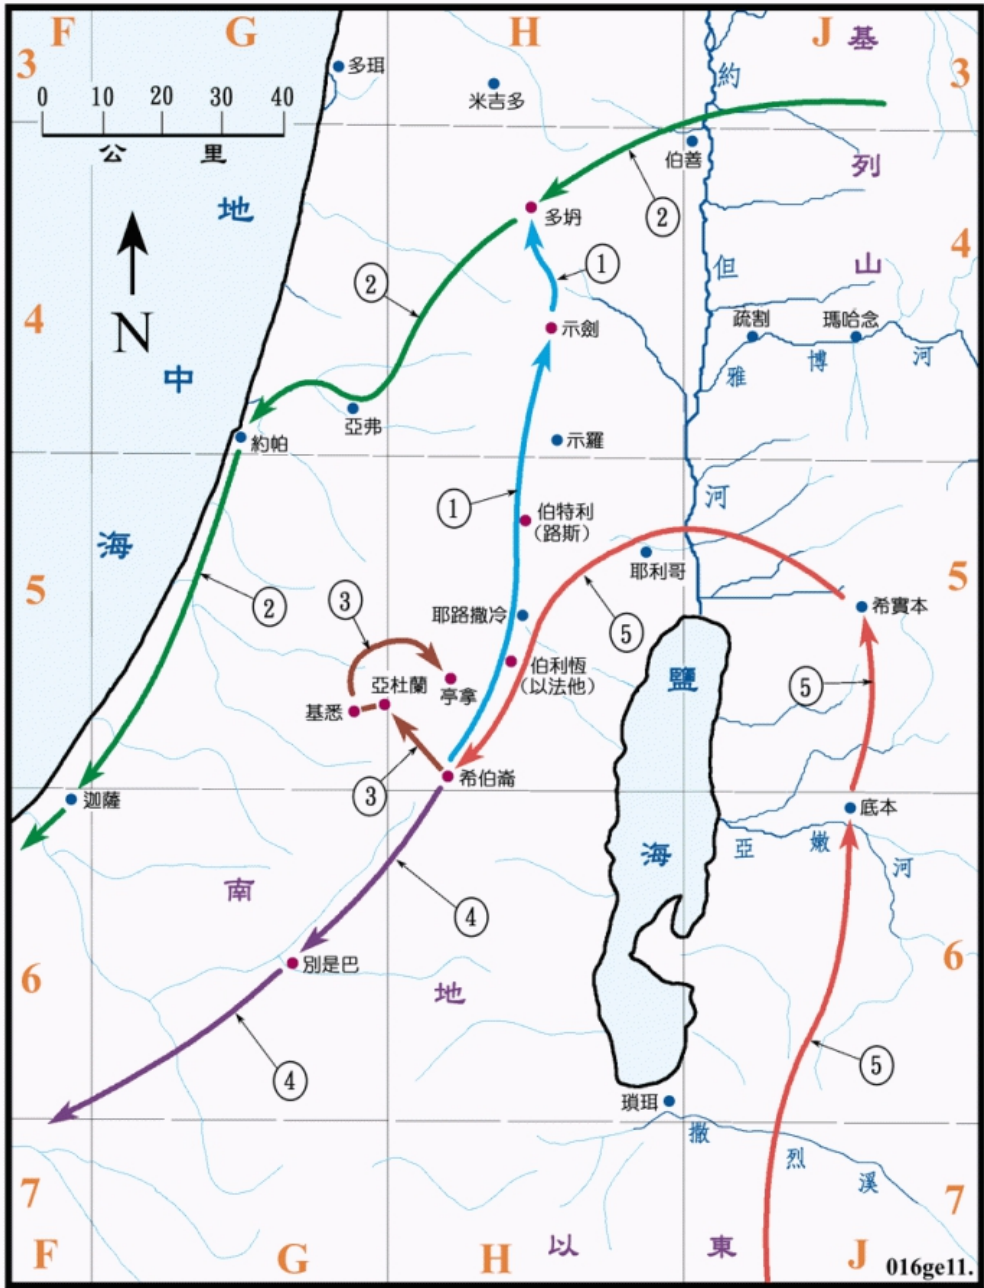 F G H J
3 3
0 10 20 30 40
公里
多珥
米吉多
基列山
約但河
伯善
②
多坍
地中海
①
②
4 4
N
示劍
疏割
瑪哈念
雅博河
亞弗
約帕
示羅
①
伯特利
(路斯)
5 5
耶利哥
②
③
耶路撒冷
⑤
希實本
伯利恆
(以法他)
亞杜蘭
亭拿
基悉
鹽海
⑤
③
希伯崙
迦薩
底本
亞嫩河
南地
④
別是巴
6 6
④
⑤
瑣珥
撒烈溪
7 7
以東
F G H J
016ge11.